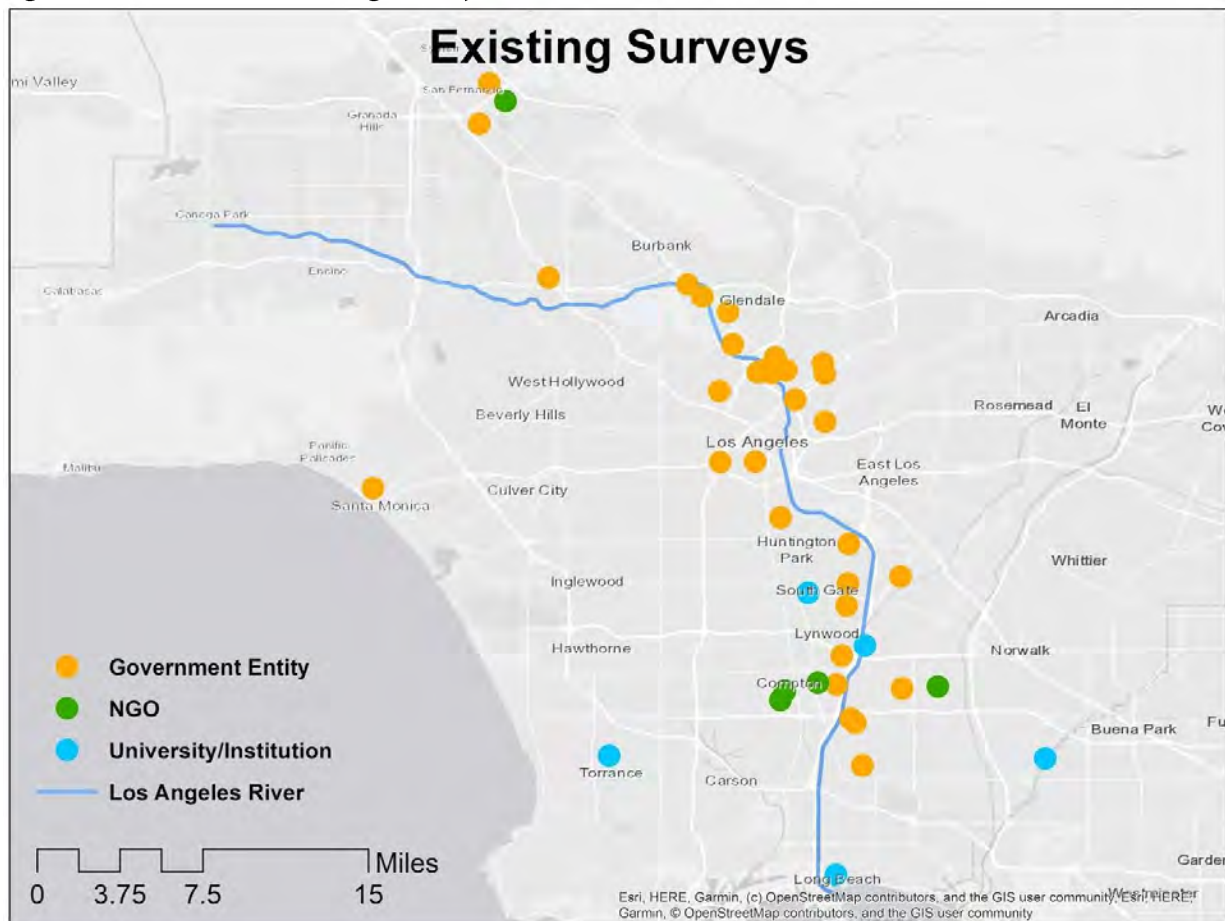 Existing Surveys
mi Valley
San Fernando
Granada
Hills
Canoga Park
Burbank
Encino
Calabasas
Glendale
Arcadia
West Hollywood
Rosemead
El
Monte
Beverly Hills
Los Angeles
Pacific
Palisades
Malibu
East Los
Angeles
Culver City
Santa Monica
Huntington
Park
Whittier
Inglewood
South Gate
Lynwood
Hawthorne
Norwalk
Compton
Buena Park
Torrance
Carson
Long Beach
Government Entity
NGO
University/Institution
Los Angeles River
Miles
0 3.75 7.5 15
Garden
Westminster
Esri, HERE, Garmin, (c) OpenStreetMap contributors, and the GIS user community, Esri, HERE,
Garmin, © OpenStreetMap contributors, and the GIS user community